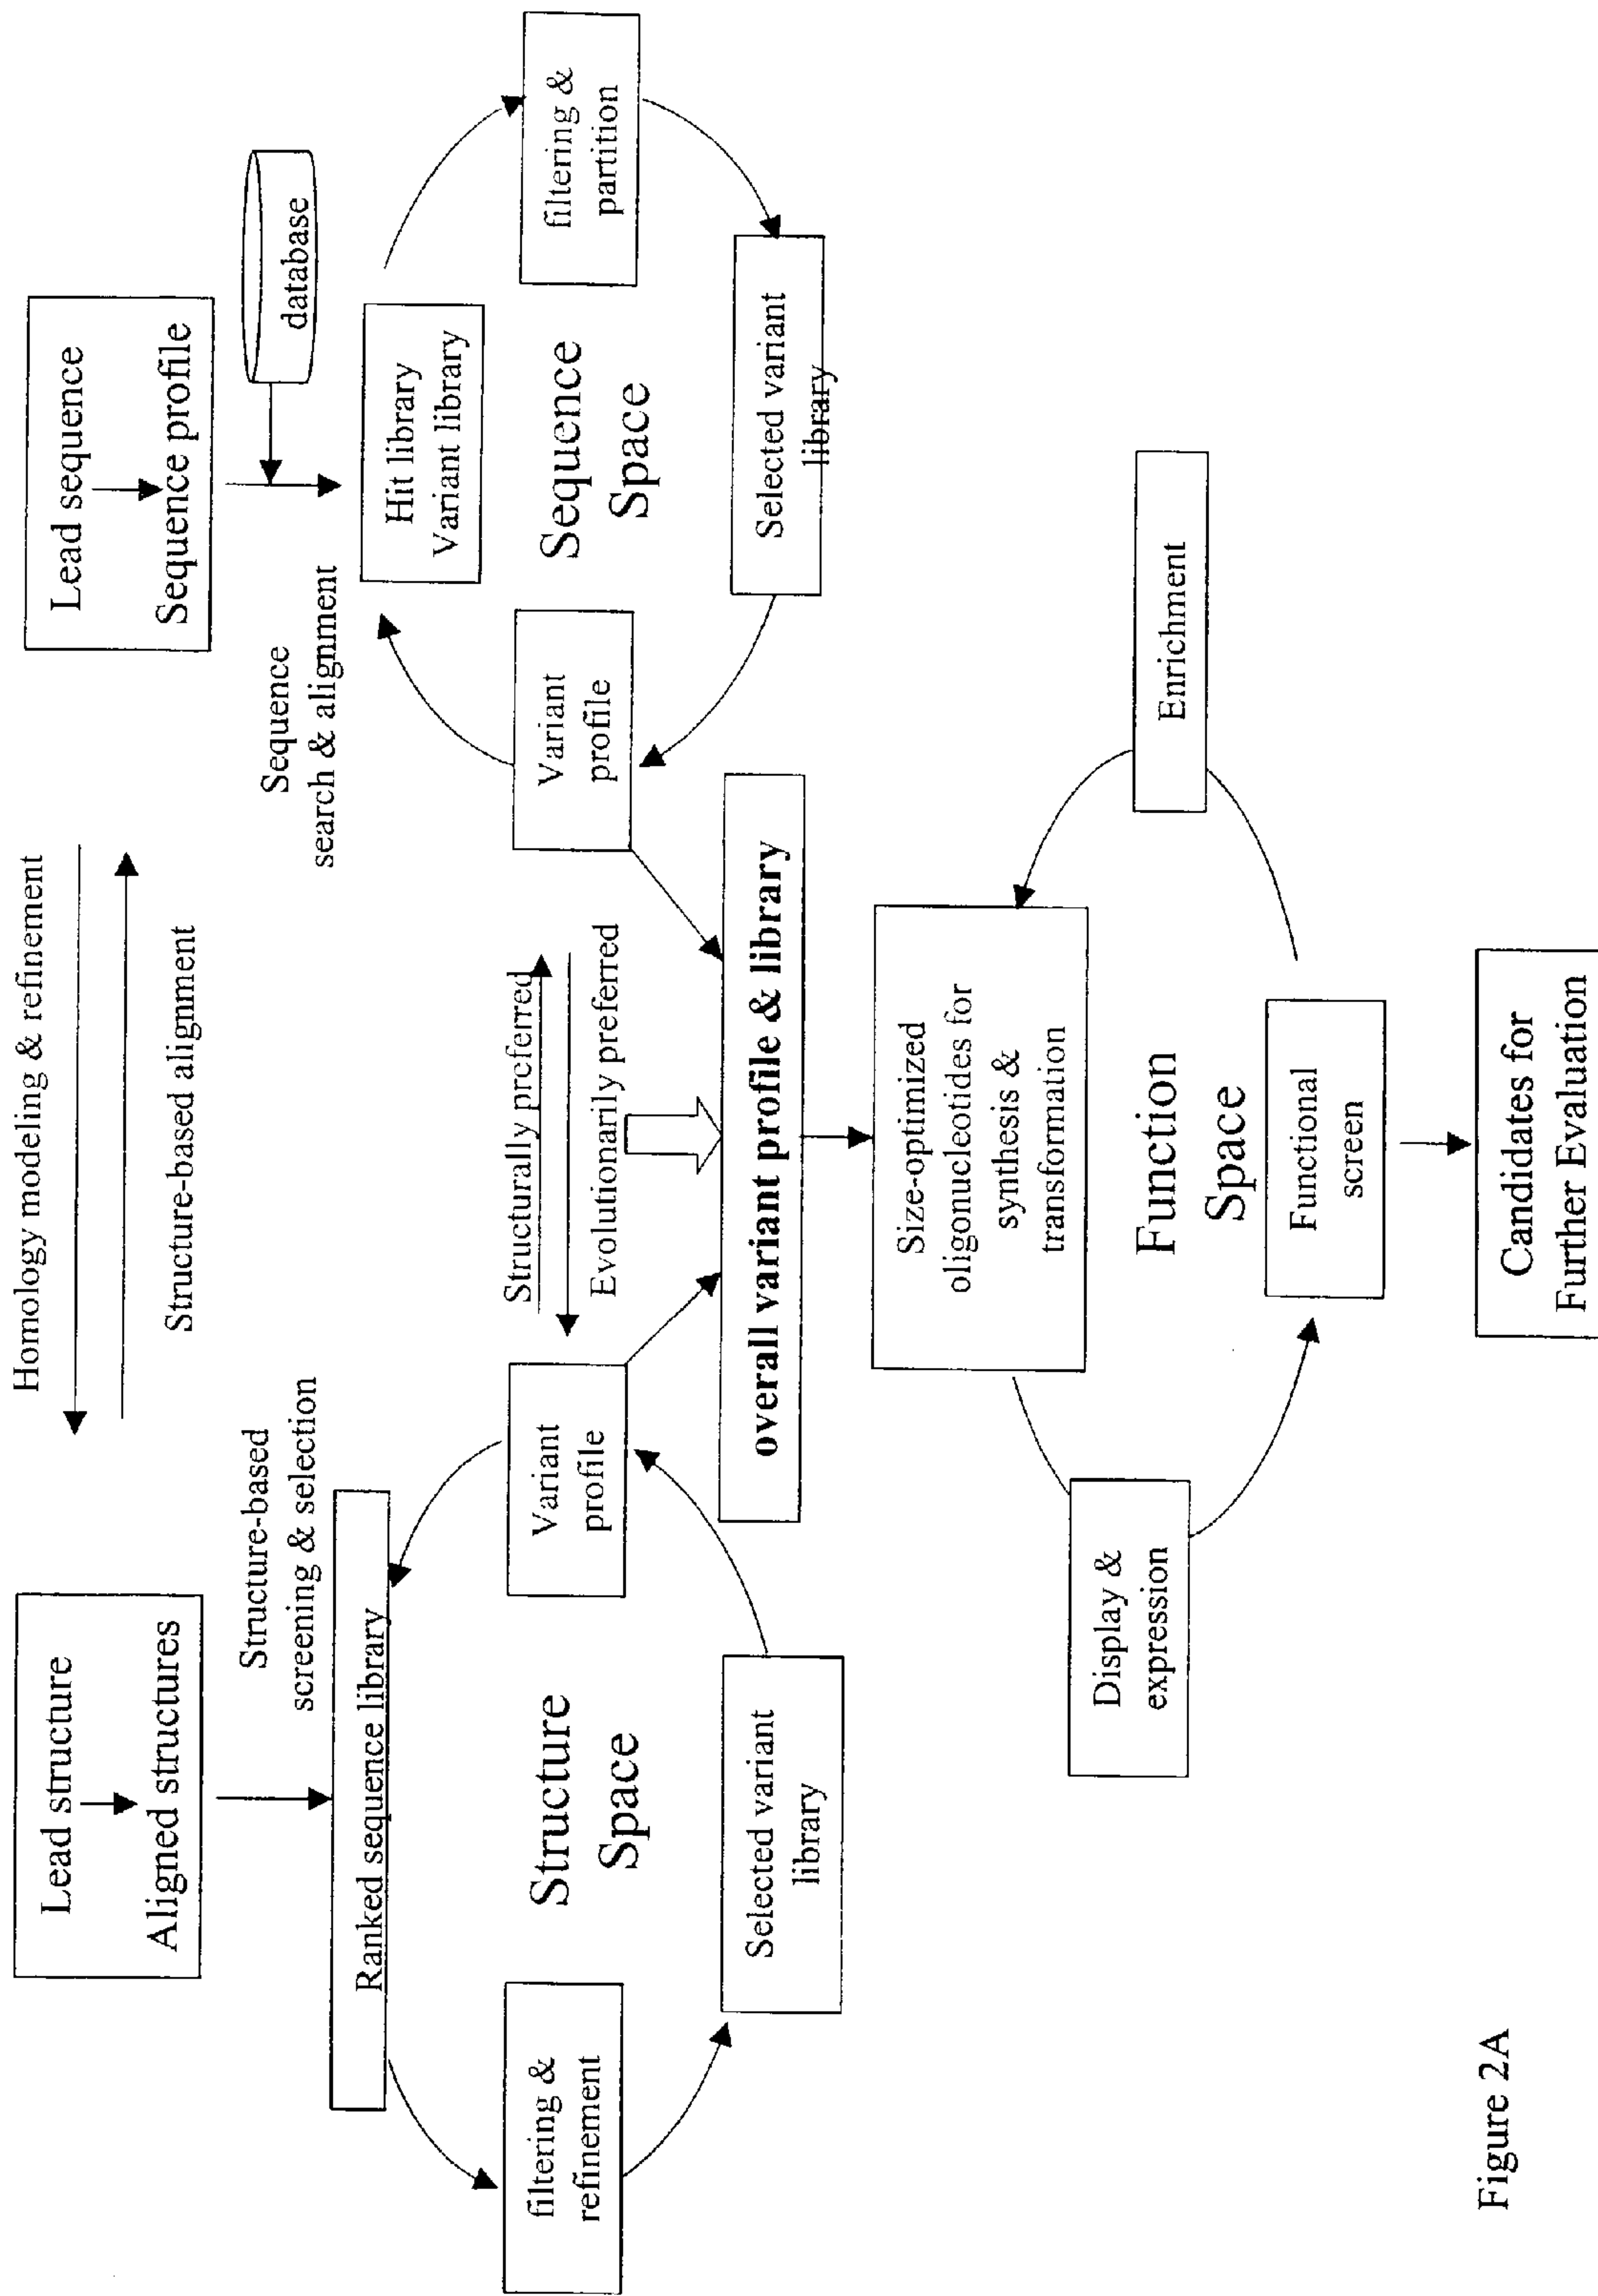 Homology modeling & refinement
Structure-based alignment
Lead structure
Aligned structures
Structure-based
screening & selection
Ranked sequence library
filtering &
refinement
Structure
Space
Variant
profile
Selected variant
library
Lead sequence
Sequence profile
database
Sequence
search & alignment
Hit library
Variant library
filtering &
partition
Sequence
Space
Variant
profile
Selected variant
library
Structurally preferred
Evolutionarily preferred
overall variant profile & library
Size-optimized
oligonucleotides for
synthesis &
transformation
Display &
expression
Function
Space
Enrichment
Functional
screen
Candidates for
Further Evaluation
Figure 2A